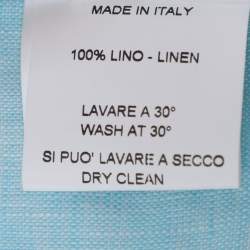 MADE IN ITALY
100% LINO - LINEN
LAVARE A 30°
WASH AT 30°
SI PUO' LAVARE A SECCO
DRY CLEAN